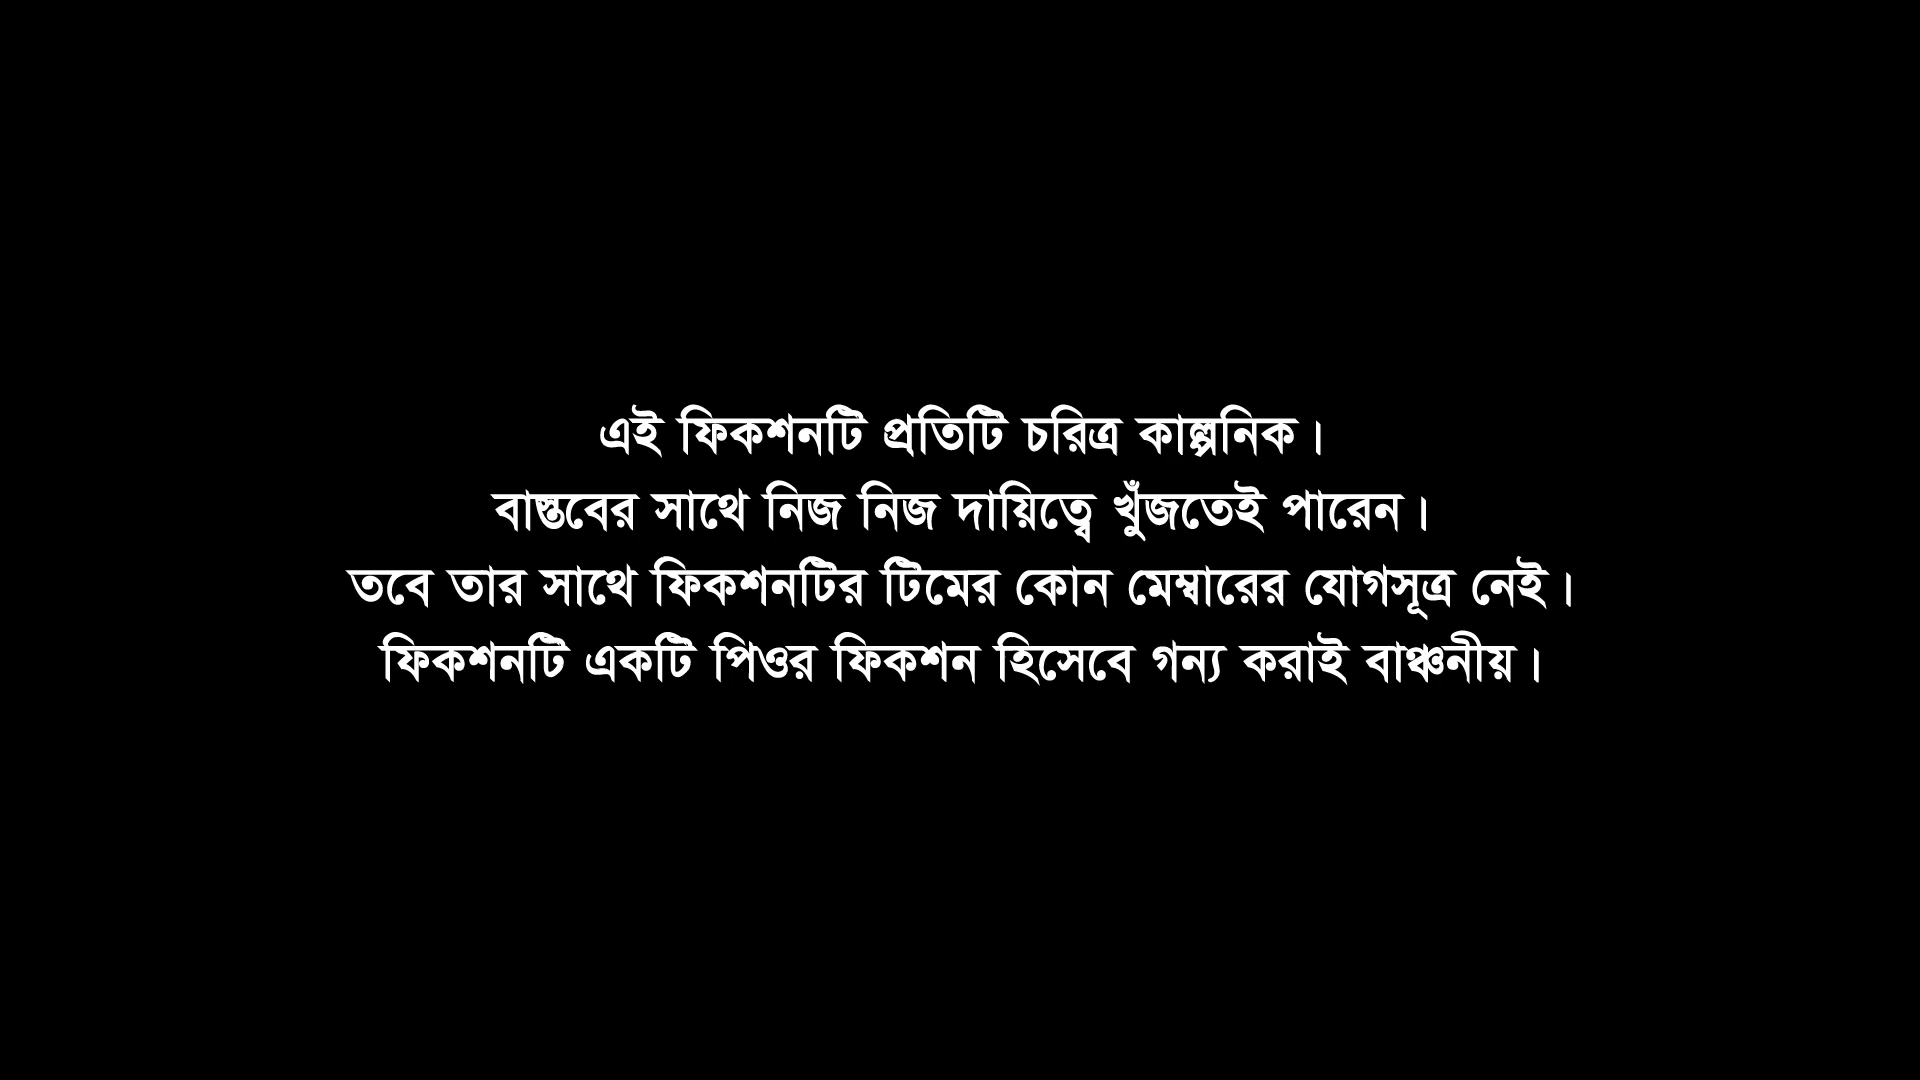 এই ফিকশনটি প্রতিটি চরিত্র কাল্পনিক।
বাস্তবের সাথে নিজ নিজ দায়িত্বে খুঁজতেই পারেন।
তবে তার সাথে ফিকশনটির টিমের কোন মেম্বারের যোগসূত্র নেই।
ফিকশনটি একটি পিওর ফিকশন হিসেবে গন্য করাই বাঞ্চনীয়।